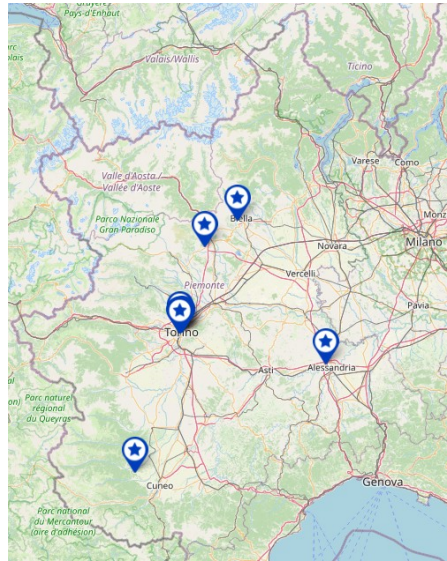 Pays-d'Enhaut
Valais/Wallis
Ticino
Varese
Como
Valle d'Aosta /
Vallée d'Aoste
Parco Nazionale
Gran Paradiso
Biella
Milano
Novara
Vercelli
Piemonte
Pavia
Torino
Asti
Alessandria
Parc naturel
régional
du Queyras
Cuneo
Genova
Parc national
du Mercantour
(aire d'adhésion)